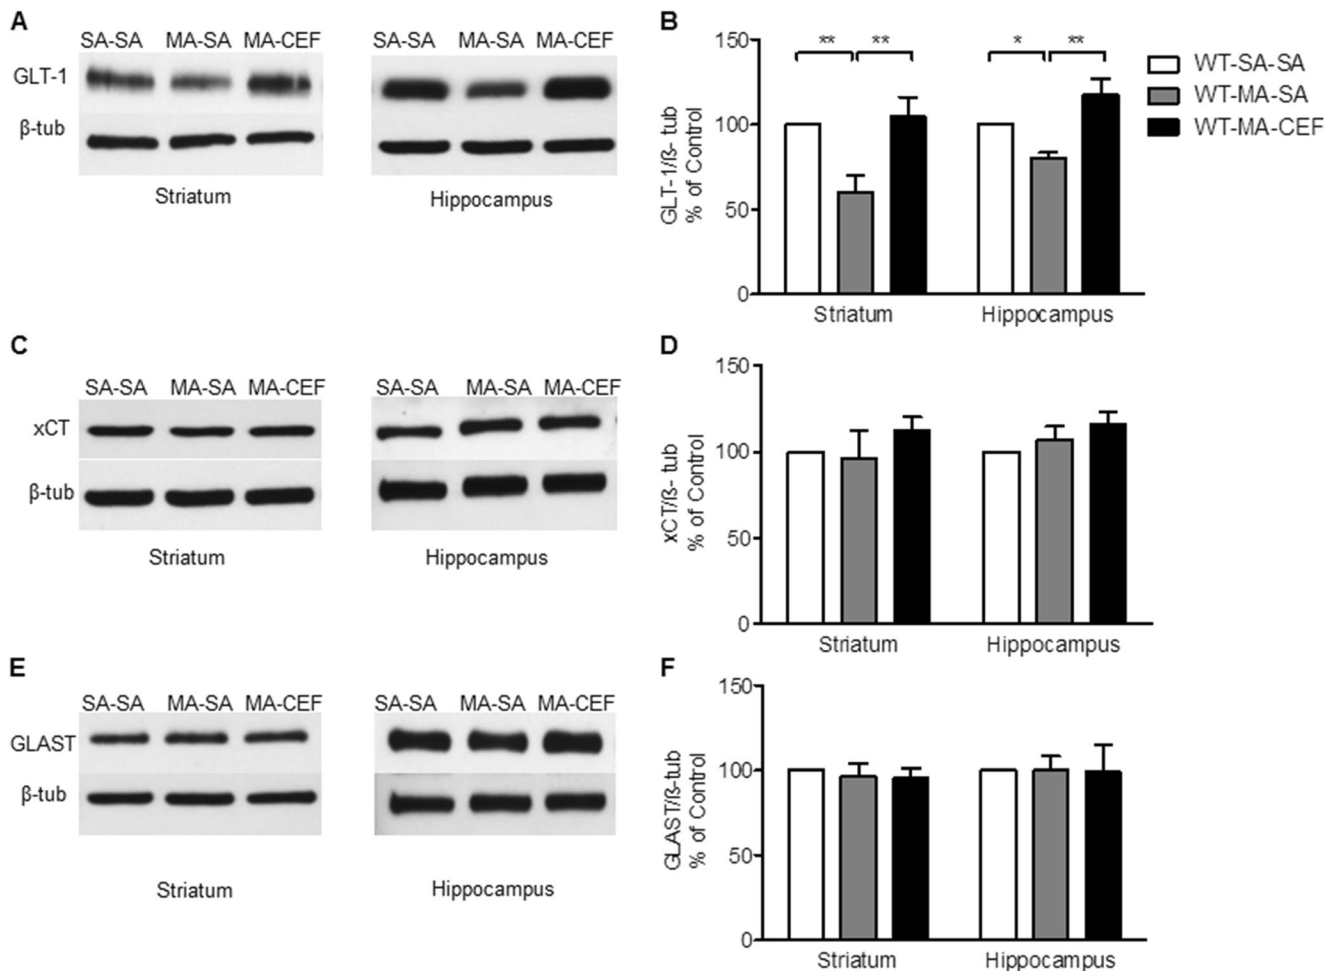 A
SA-SA MA-SA MA-CEF
GLT-1
β-tub
Striatum
SA-SA MA-SA MA-CEF
Hippocampus
B
GLT-1/ß- tub
% of Control
150
100
50
0
** ** * **
Striatum Hippocampus
WT-SA-SA
WT-MA-SA
WT-MA-CEF
C
SA-SA MA-SA MA-CEF
xCT
β-tub
Striatum
SA-SA MA-SA MA-CEF
Hippocampus
D
xCT/ß- tub
% of Control
150
100
50
0
Striatum Hippocampus
E
SA-SA MA-SA MA-CEF
GLAST
β-tub
Striatum
SA-SA MA-SA MA-CEF
Hippocampus
F
GLAST/ß-tub
% of Control
150
100
50
0
Striatum Hippocampus